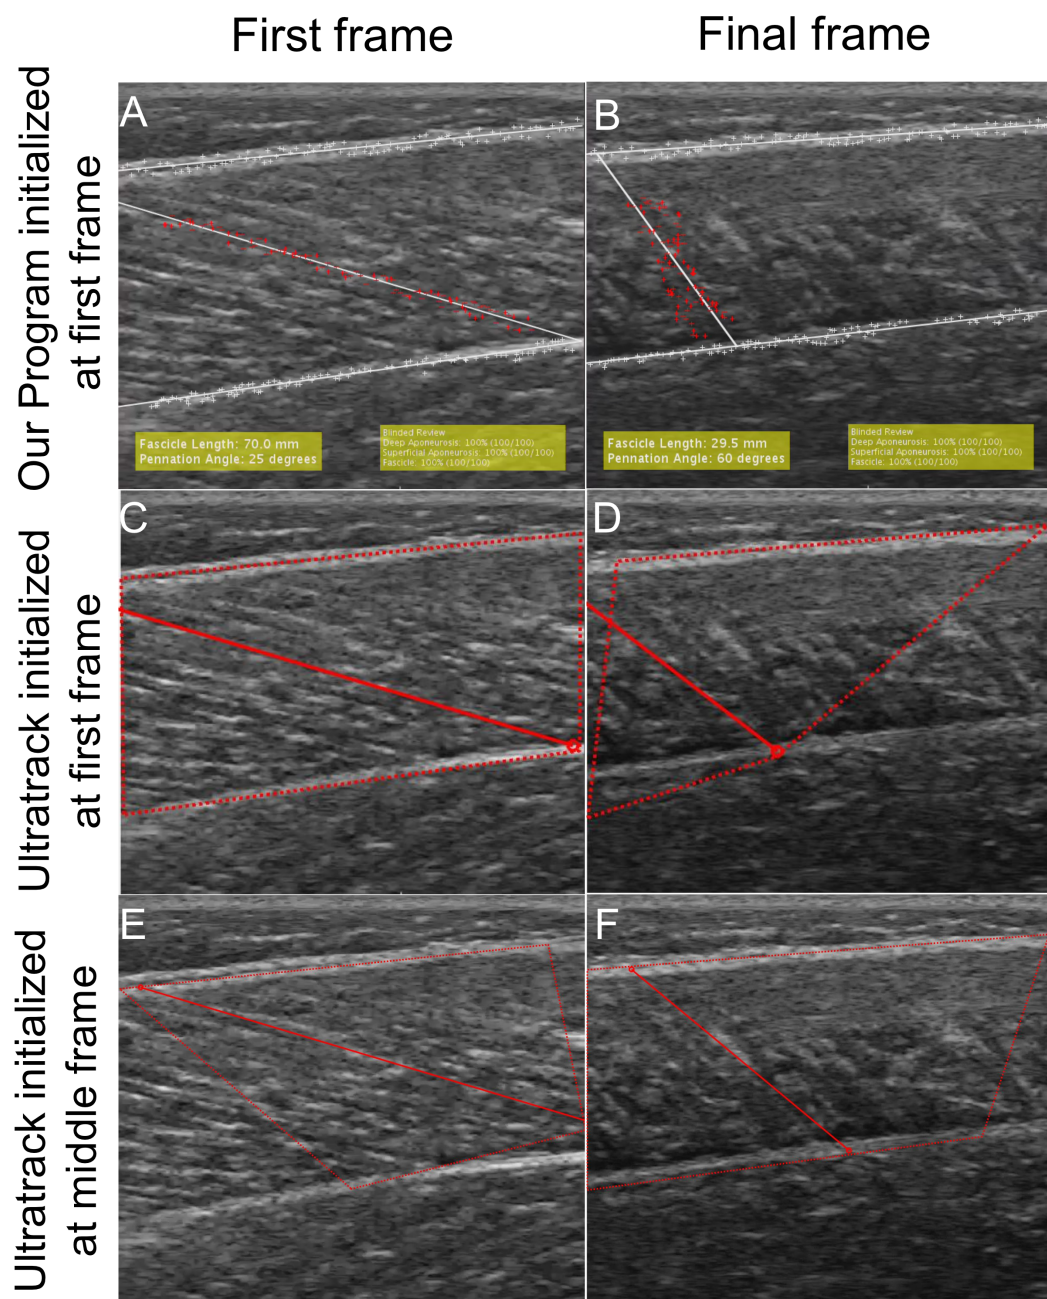 First frame
Final frame
Our Program initialized
at first frame
A
B
Fascicle Length: 70.0 mm
Pennation Angle: 25 degrees
Blinded Review
Deep Aponeurosis: 100% (100/100)
Superficial Aponeurosis: 100% (100/100)
Fascicle: 100% (100/100)
Fascicle Length: 29.5 mm
Pennation Angle: 60 degrees
Blinded Review
Deep Aponeurosis: 100% (100/100)
Superficial Aponeurosis: 100% (100/100)
Fascicle: 100% (100/100)
Ultratrack initialized
at first frame
C
D
Ultratrack initialized
at middle frame
E
F